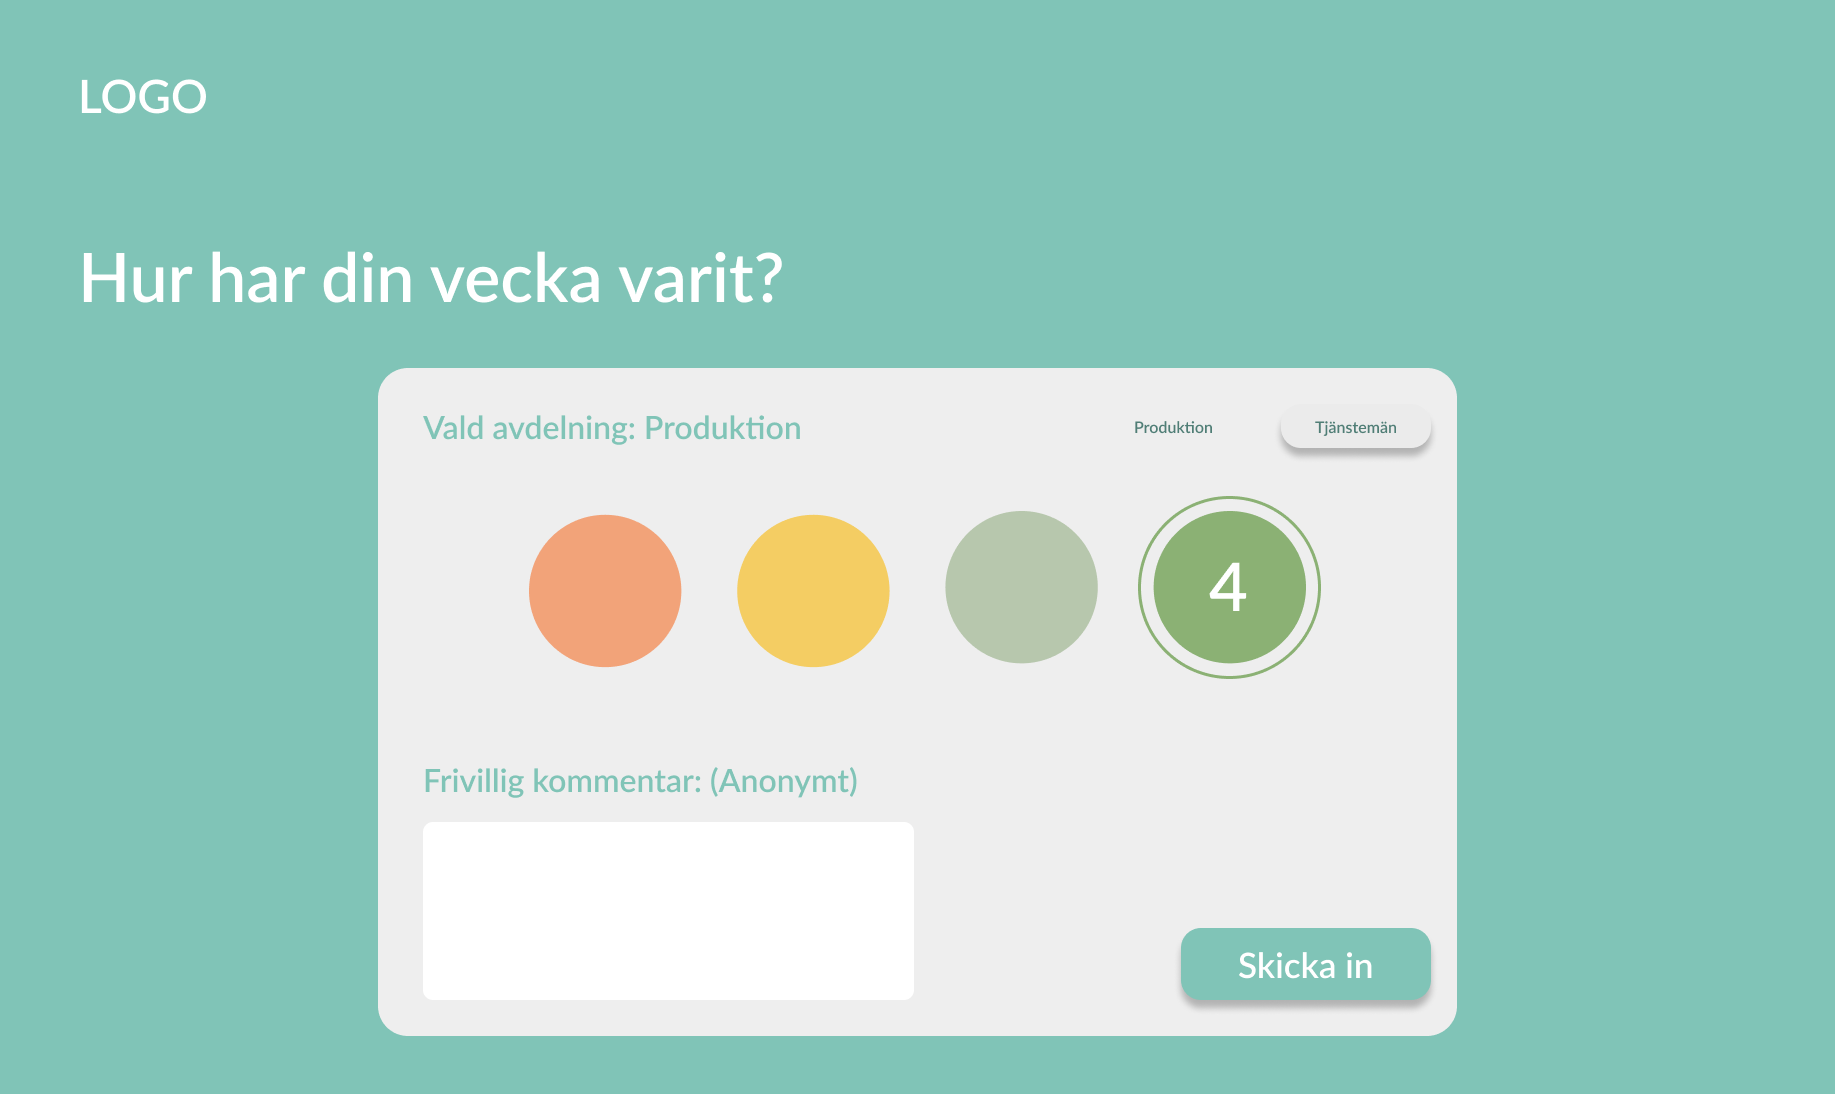 LOGO
Hur har din vecka varit?
Vald avdelning: Produktion
Produktion
Tjänstemän
4
Frivillig kommentar: (Anonymt)
Skicka in